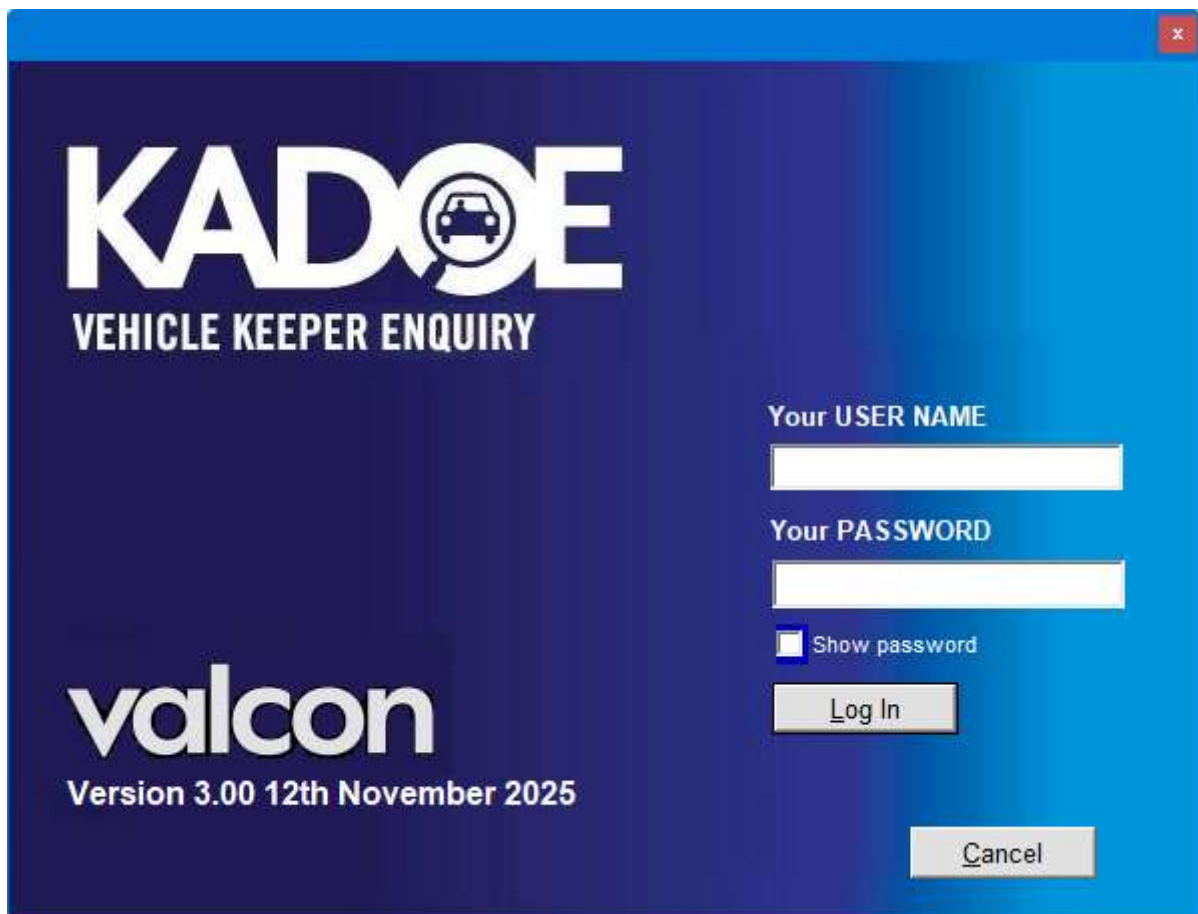 x
KADOE
VEHICLE KEEPER ENQUIRY
Your USER NAME
Your PASSWORD
Show password
Log In
valcon
Version 3.00 12th November 2025
Cancel